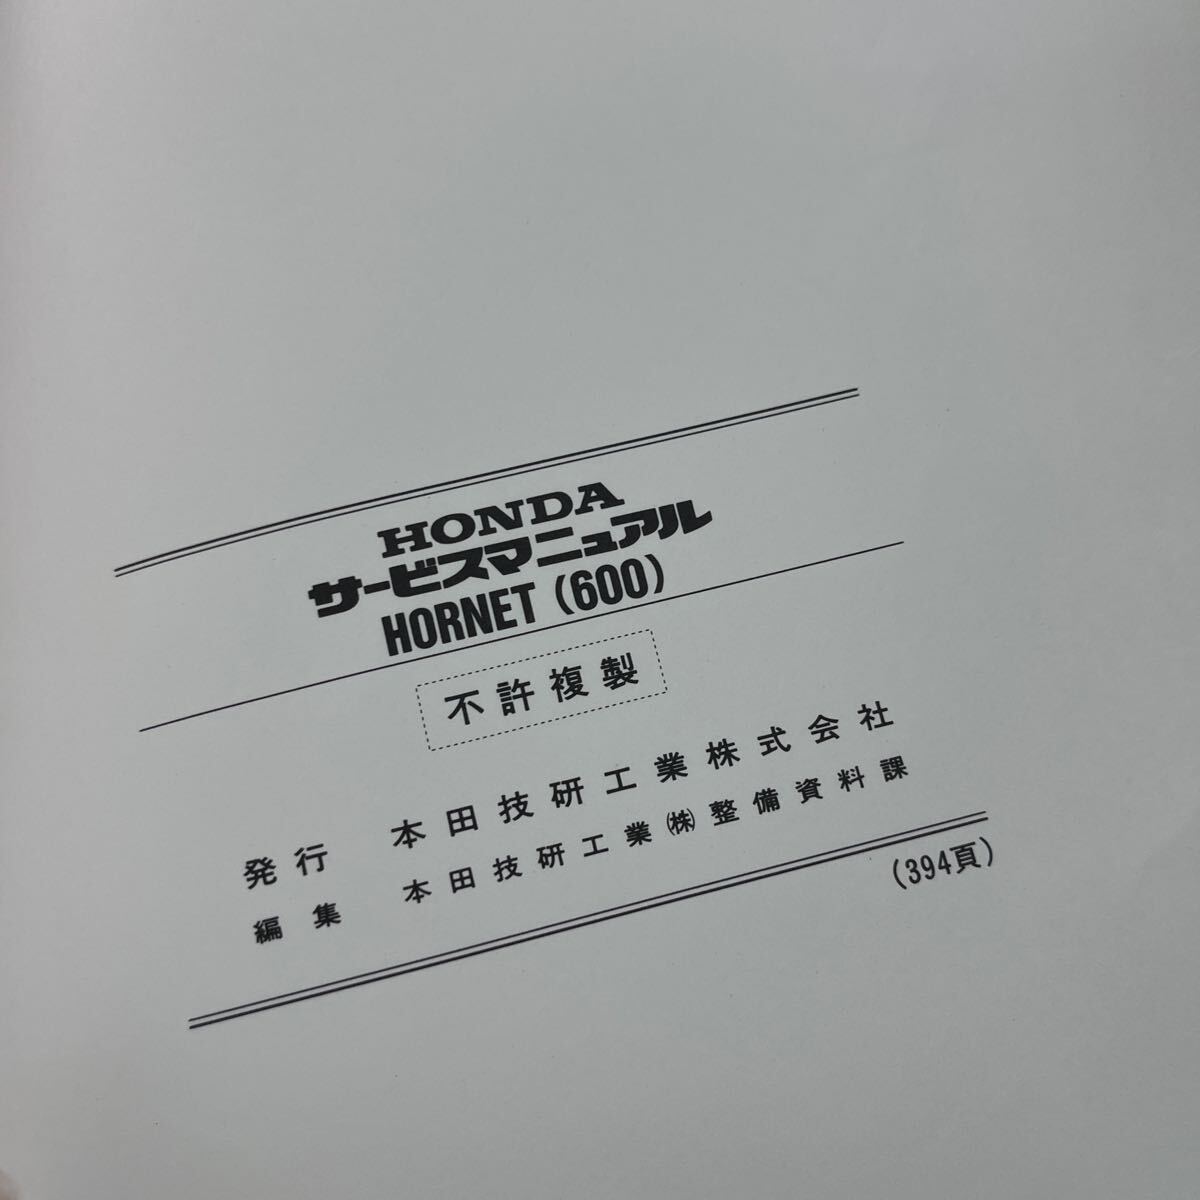 HONDA
サービスマニュアル
HORNET (600)
不許複製
発行 本田技研工業株式会社
編集 本田技研工業㈱整備資料課
(394頁)